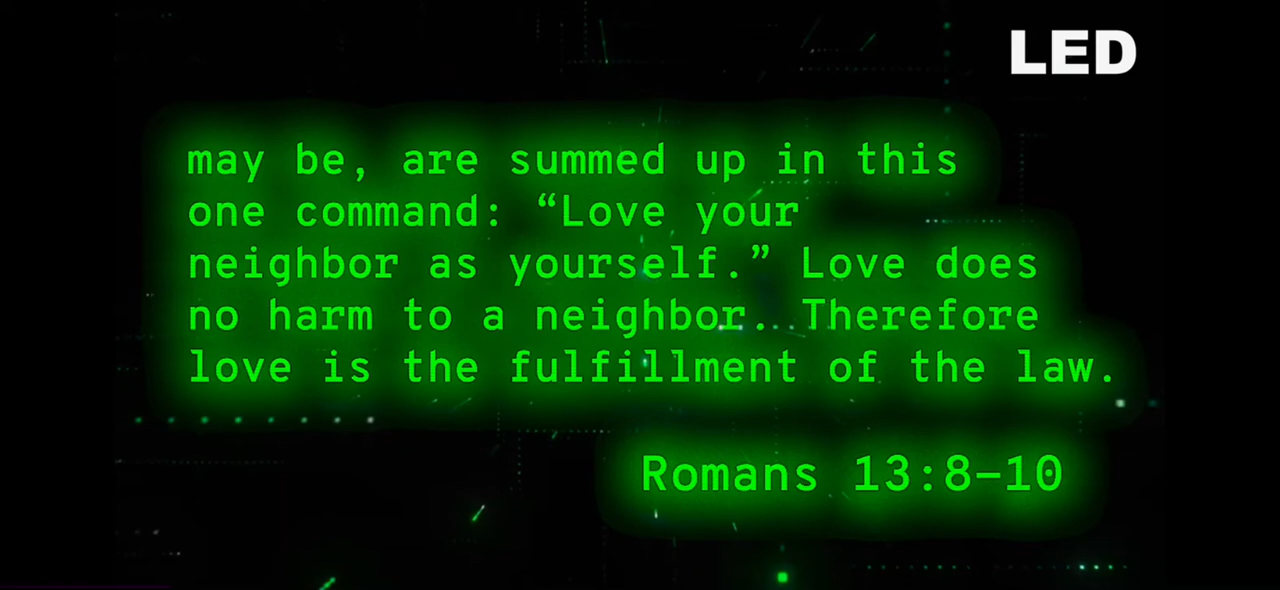 LED
may be, are summed up in this
one command: “Love your
neighbor as yourself.” Love does
no harm to a neighbor. Therefore
love is the fulfillment of the law.
Romans 13:8–10